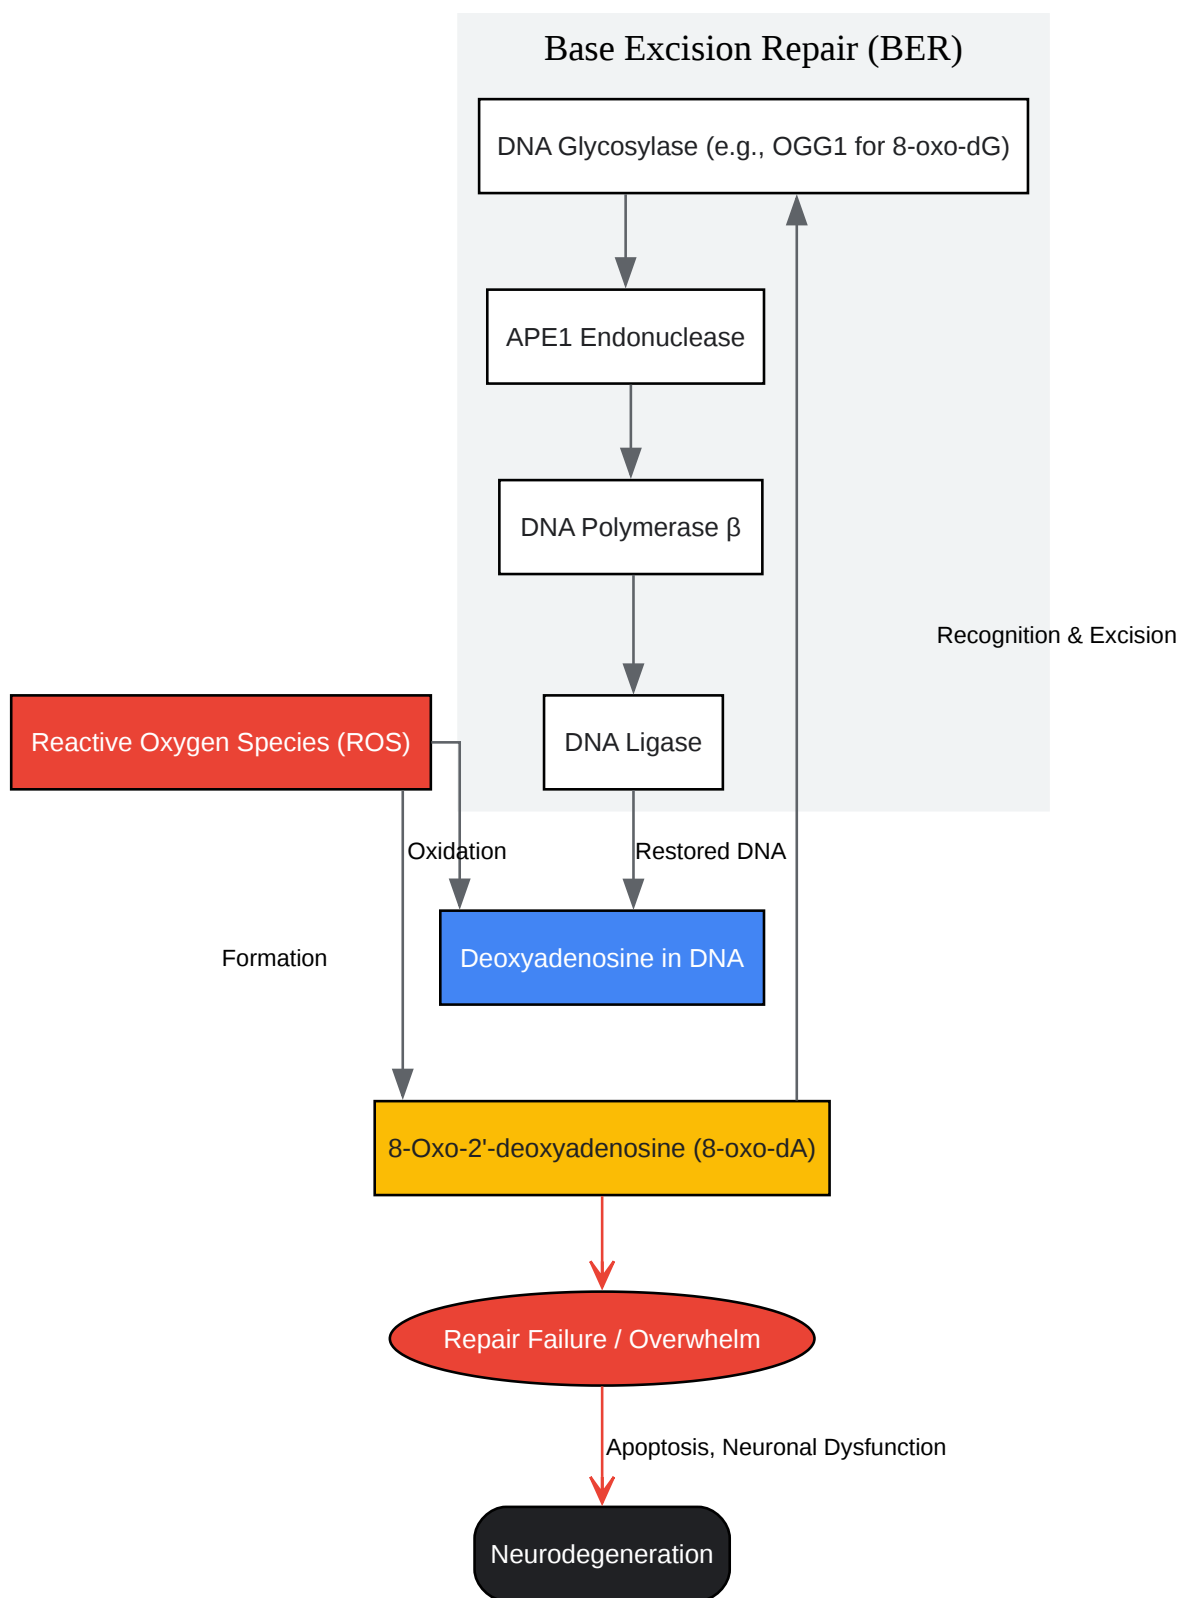 Base Excision Repair (BER)
DNA Glycosylase (e.g., OGG1 for 8-oxo-dG)
APE1 Endonuclease
DNA Polymerase β
Recognition & Excision
Reactive Oxygen Species (ROS)
DNA Ligase
Oxidation
Restored DNA
Formation
Deoxyadenosine in DNA
8-Oxo-2'-deoxyadenosine (8-oxo-dA)
Repair Failure / Overwhelm
Apoptosis, Neuronal Dysfunction
Neurodegeneration